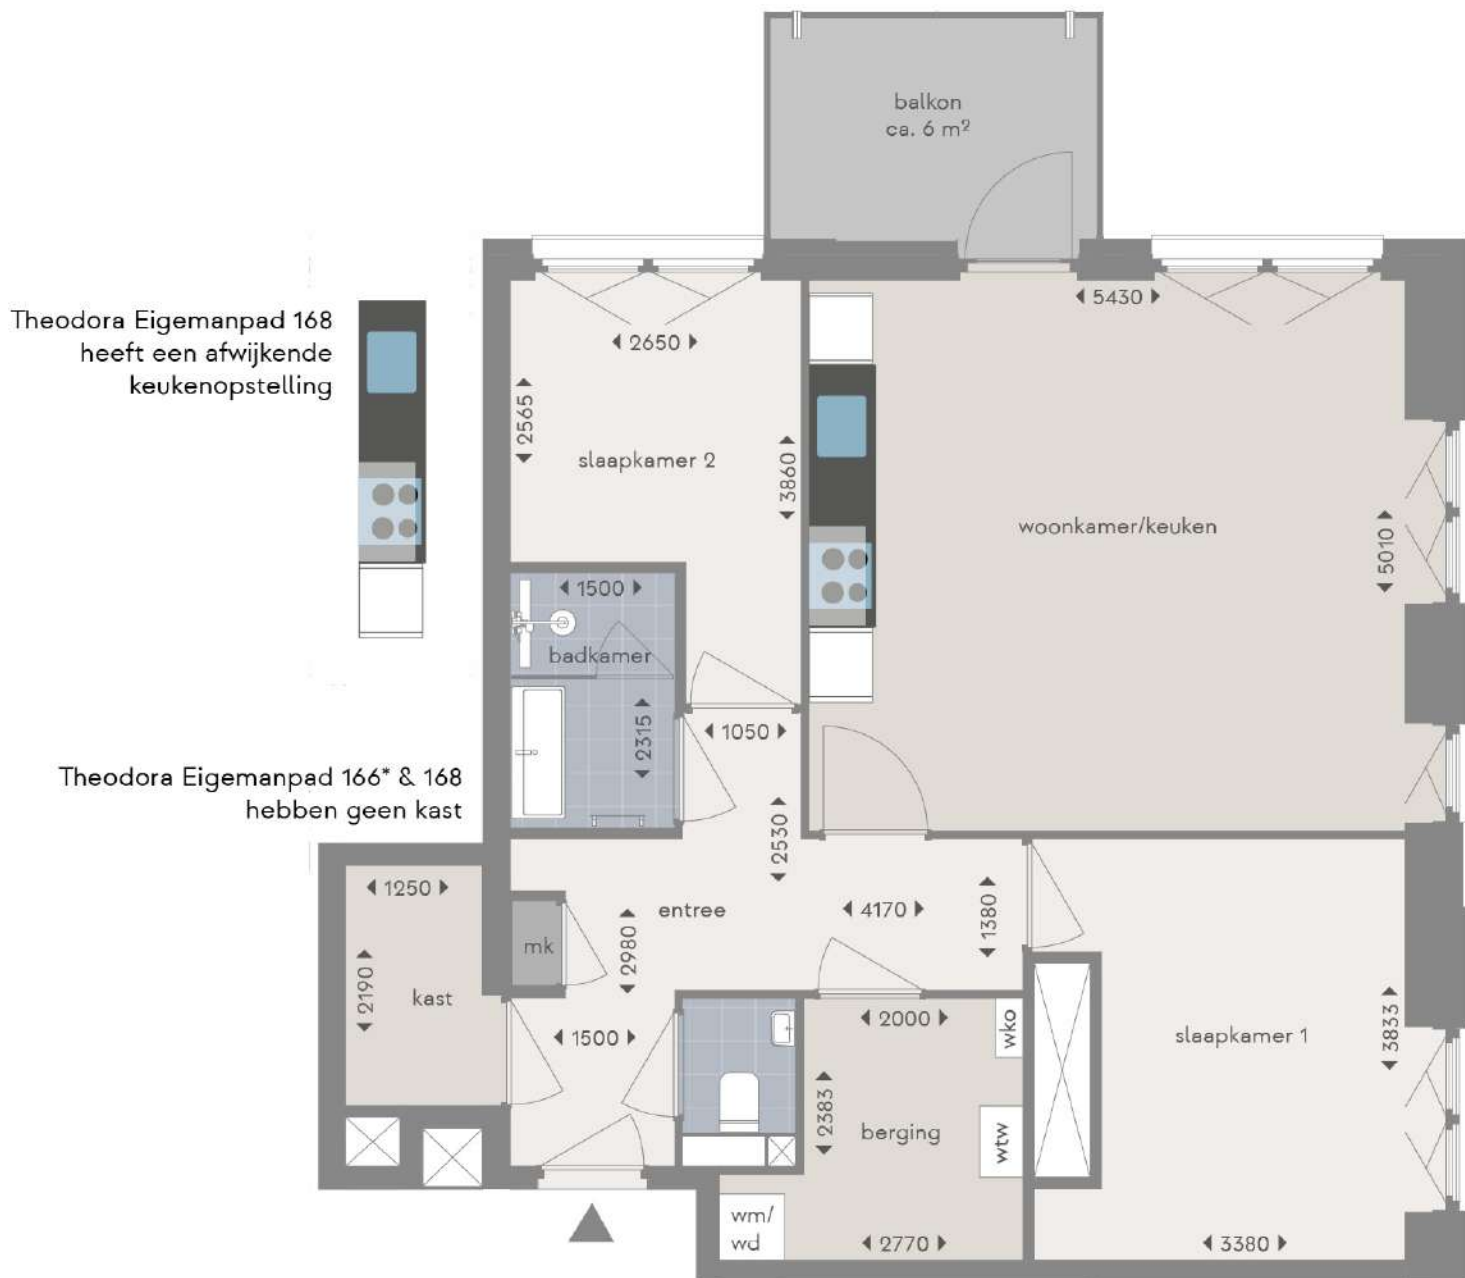 balkon
ca. 6 m²
5430
Theodora Eigemanpad 168
heeft een afwijkende
keukenopstelling
2650
2565
slaapkamer 2
3860
woonkamer/keuken
5010
1500
badkamer
2315
1050
Theodora Eigemanpad 166* & 168
hebben geen kast
2530
1250
entree
4170
1380
mk
2980
2190
kast
1500
2000
wko
slaapkamer 1
3833
2383
berging
wtw
wm/
wd
2770
3380